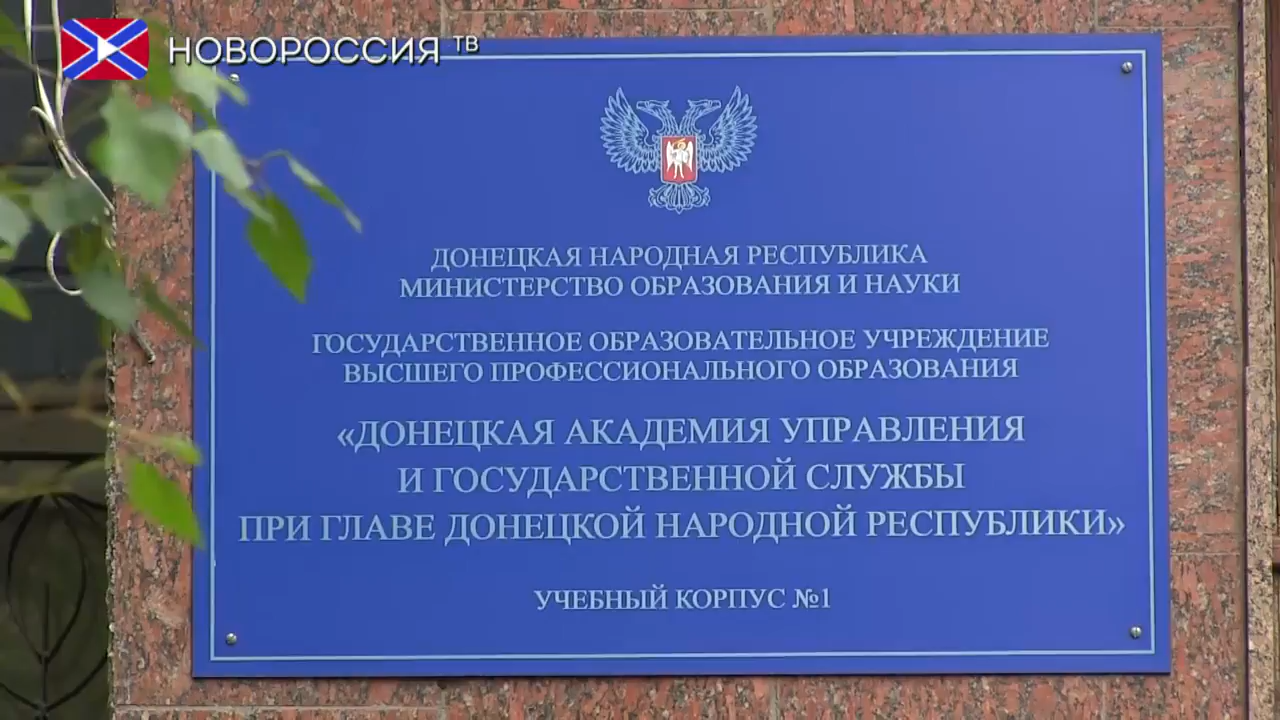 НОВОРОССИЯ ТВ
ДОНЕЦКАЯ НАРОДНАЯ РЕСПУБЛИКА
МИНИСТЕРСТВО ОБРАЗОВАНИЯ И НАУКИ
ГОСУДАРСТВЕННОЕ ОБРАЗОВАТЕЛЬНОЕ УЧРЕЖДЕНИЕ
ВЫСШЕГО ПРОФЕССИОНАЛЬНОГО ОБРАЗОВАНИЯ
«ДОНЕЦКАЯ АКАДЕМИЯ УПРАВЛЕНИЯ
И ГОСУДАРСТВЕННОЙ СЛУЖБЫ
ПРИ ГЛАВЕ ДОНЕЦКОЙ НАРОДНОЙ РЕСПУБЛИКИ»
УЧЕБНЫЙ КОРПУС №1